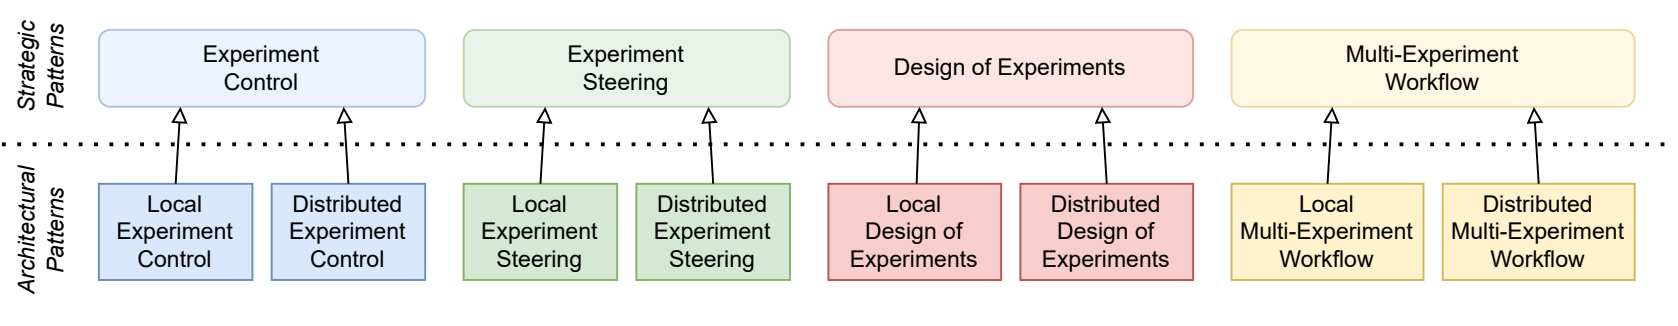 Strategic
Patterns
Experiment
Control
Experiment
Steering
Design of Experiments
Multi-Experiment
Workflow
Architectural
Patterns
Local
Experiment
Control
Distributed
Experiment
Control
Local
Experiment
Steering
Distributed
Experiment
Steering
Local
Design of
Experiments
Distributed
Design of
Experiments
Local
Multi-Experiment
Workflow
Distributed
Multi-Experiment
Workflow